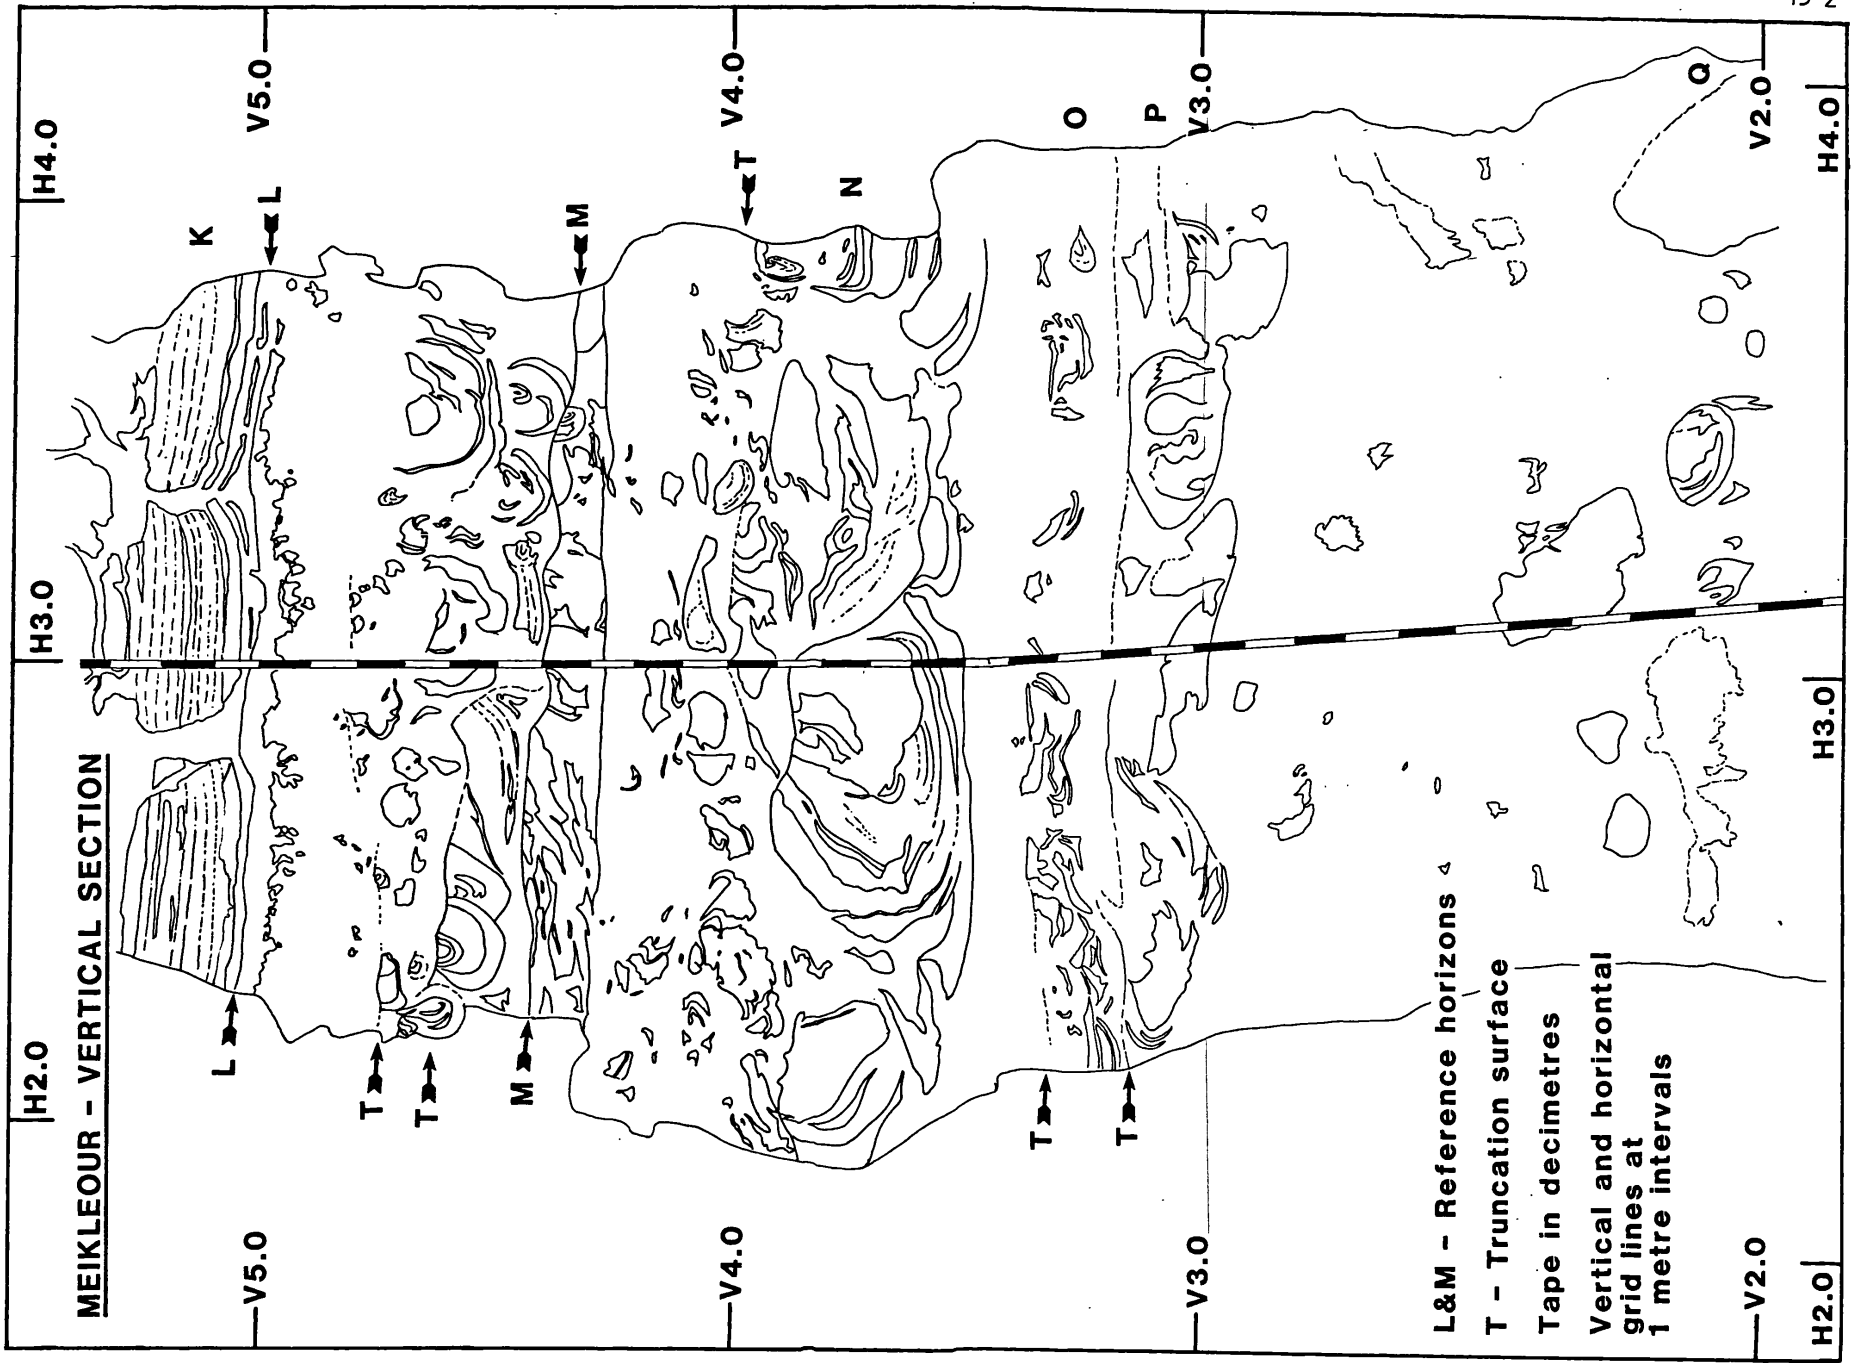 H2.0
H3.0
H4.0
MEIKLEOUR - VERTICAL SECTION
K
L
L
V5.0
V5.0
T
T
M
M
V4.0
V4.0
T
N
T
O
T
P
V3.0
V3.0
L&M - Reference horizons
T - Truncation surface
Tape in decimetres
Vertical and horizontal
grid lines at
1 metre intervals
Q
V2.0
V2.0
H2.0
H3.0
H4.0